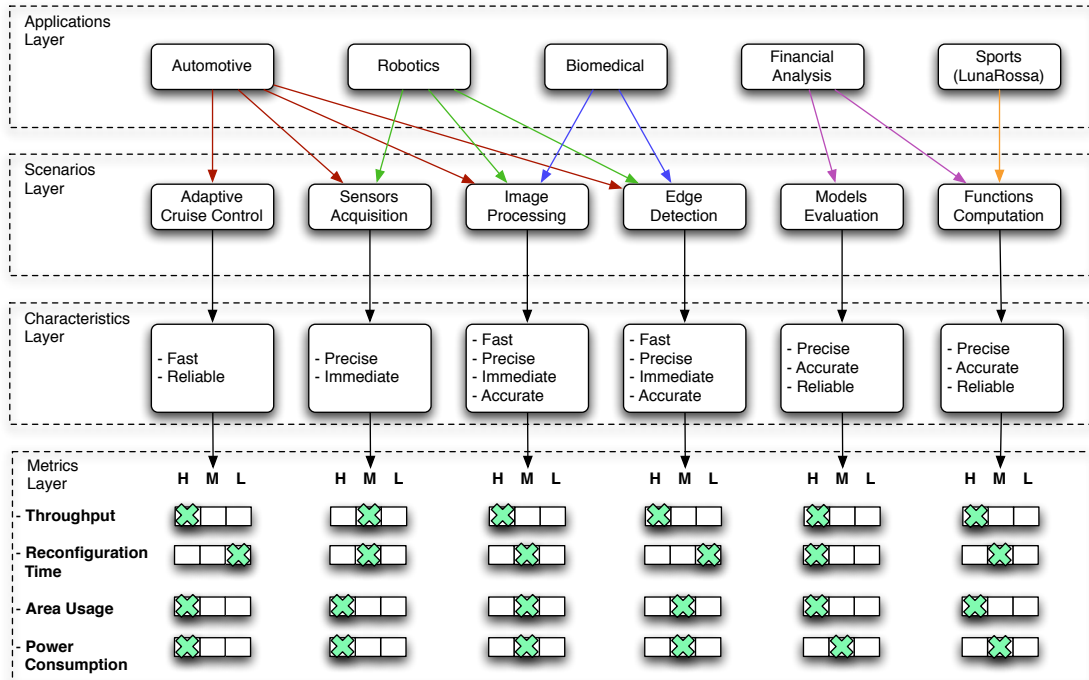 Applications
Layer
Automotive
Robotics
Biomedical
Financial
Analysis
Sports
(LunaRossa)
Scenarios
Layer
Adaptive
Cruise Control
Sensors
Acquisition
Image
Processing
Edge
Detection
Models
Evaluation
Functions
Computation
Characteristics
Layer
- Fast
- Reliable
- Precise
- Immediate
- Fast
- Precise
- Immediate
- Accurate
- Fast
- Precise
- Immediate
- Accurate
- Precise
- Accurate
- Reliable
- Precise
- Accurate
- Reliable
Metrics
Layer
H M L
H M L
H M L
H M L
H M L
H M L
- Throughput
- Reconfiguration
Time
- Area Usage
- Power
Consumption